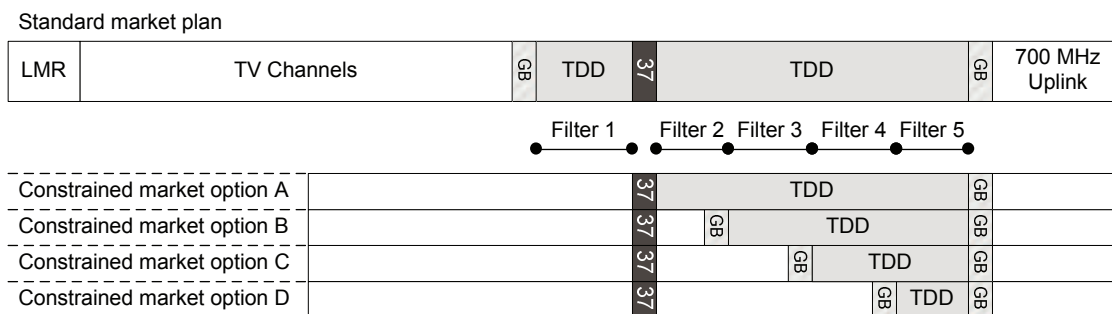 Standard market plan
LMR TV Channels GB TDD 37 TDD GB 700 MHz
Uplink
Filter 1 Filter 2 Filter 3 Filter 4 Filter 5
Constrained market option A 37 TDD GB
Constrained market option B 37 GB TDD GB
Constrained market option C 37 GB TDD GB
Constrained market option D 37 GB TDD GB